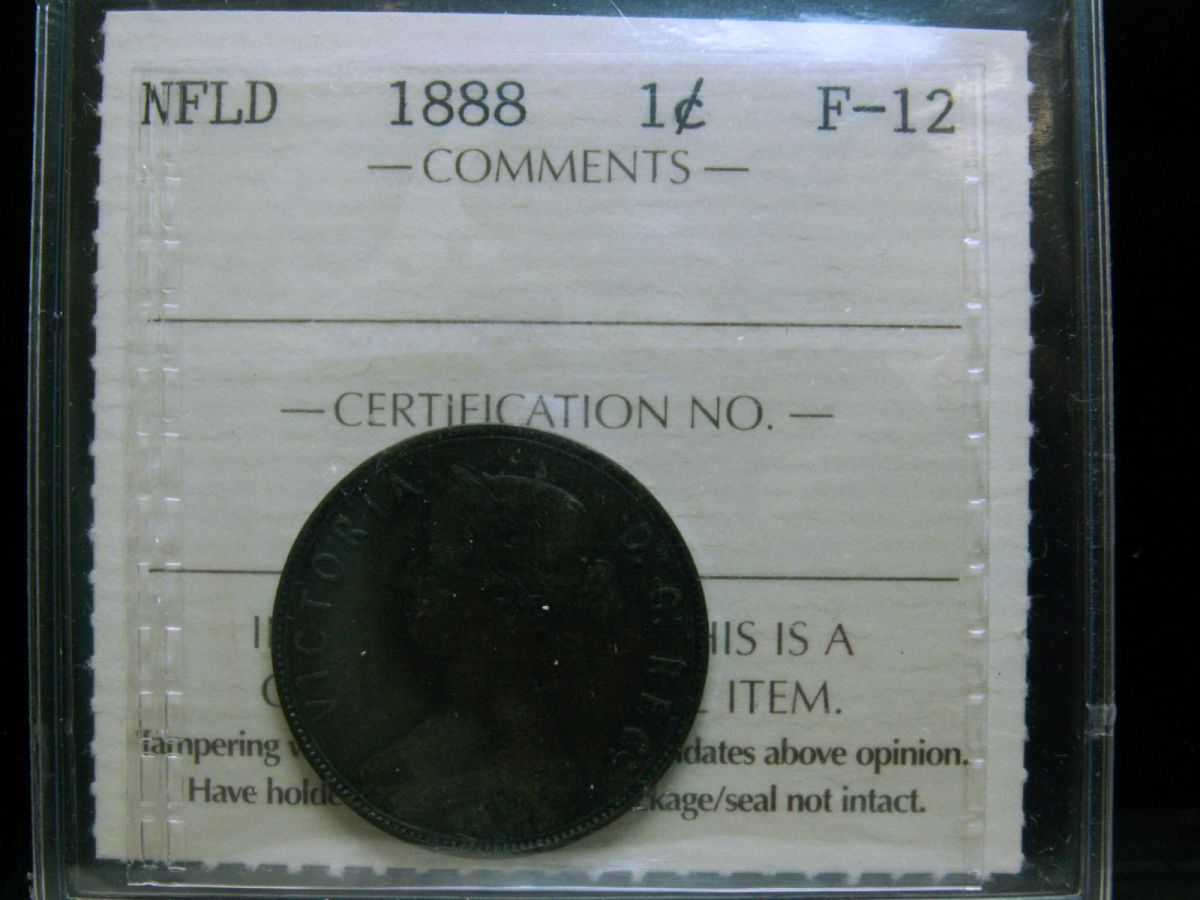 NFLD 1888 1¢ F-12
— COMMENTS —
— CERTIFICATION NO. —
HIS IS A
ITEM.
Tampering dates above opinion.
Have holde kage/seal not intact.
VICTORIA D:G:REG: